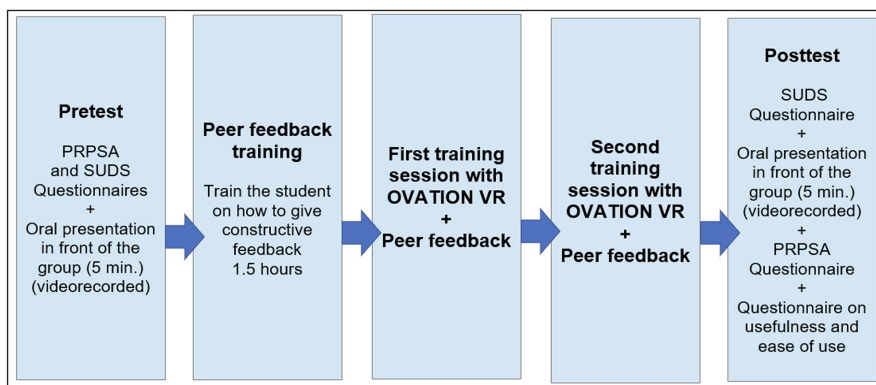 Pretest
PRPSA
and SUDS
Questionnaires
+
Oral presentation
in front of the
group (5 min.)
(videorecorded)
Peer feedback
training
Train the student
on how to give
constructive
feedback
1.5 hours
First training
session with
OVATION VR
+
Peer feedback
Second
training
session with
OVATION VR
+
Peer feedback
Posttest
SUDS
Questionnaire
+
Oral presentation
in front of the
group (5 min.)
(videorecorded)
+
PRPSA
Questionnaire
+
Questionnaire on
usefulness and
ease of use